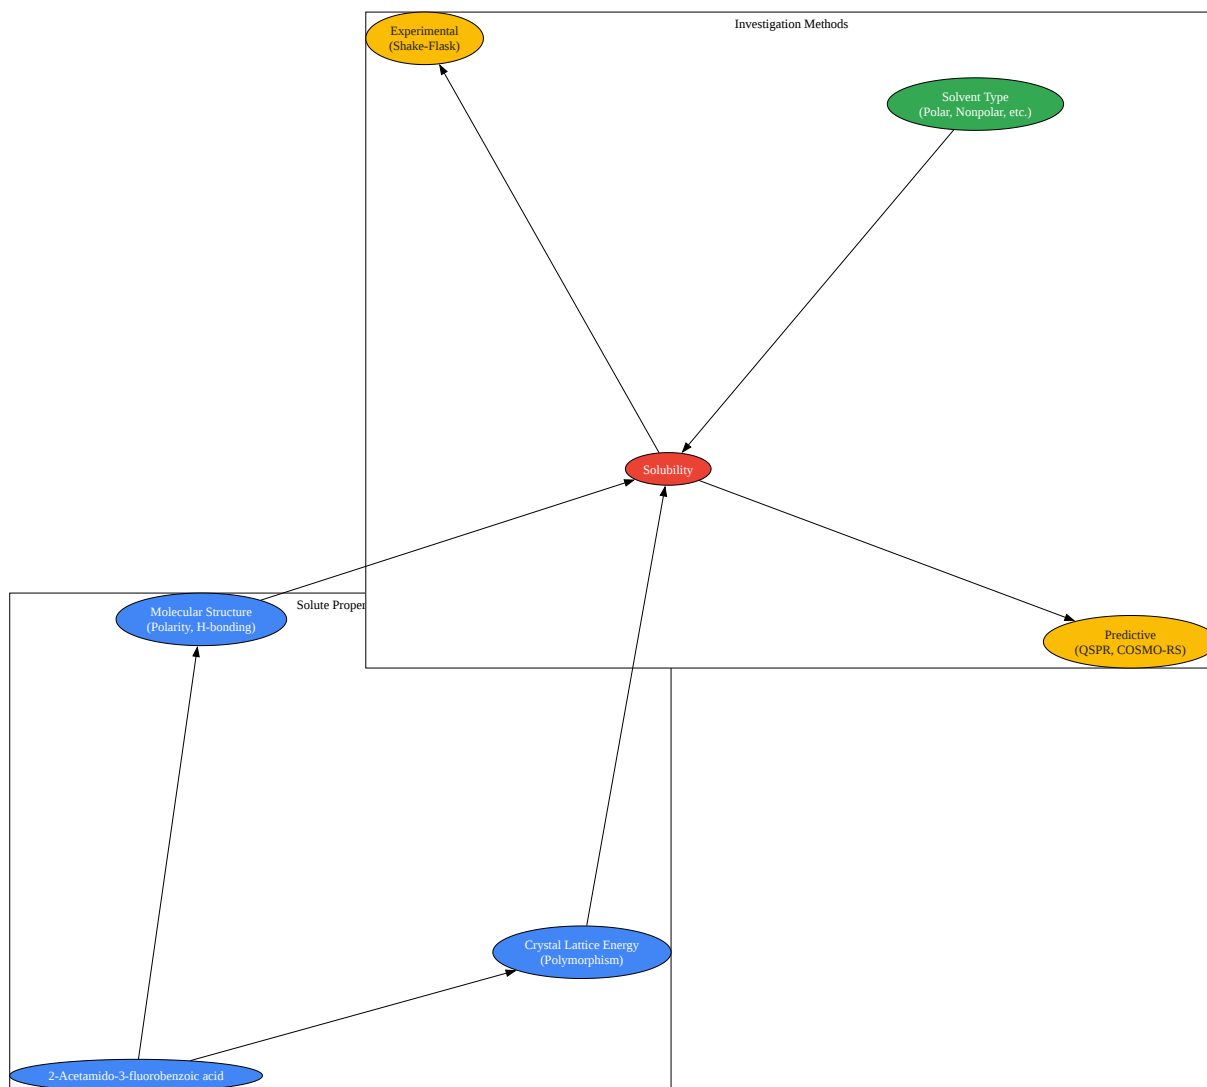 Investigation Methods
Experimental
(Shake-Flask)
Solvent Type
(Polar, Nonpolar, etc.)
Solubility
Solute Proper
Molecular Structure
(Polarity, H-bonding)
Predictive
(QSPR, COSMO-RS)
Crystal Lattice Energy
(Polymorphism)
2-Acetamido-3-fluorobenzoic acid